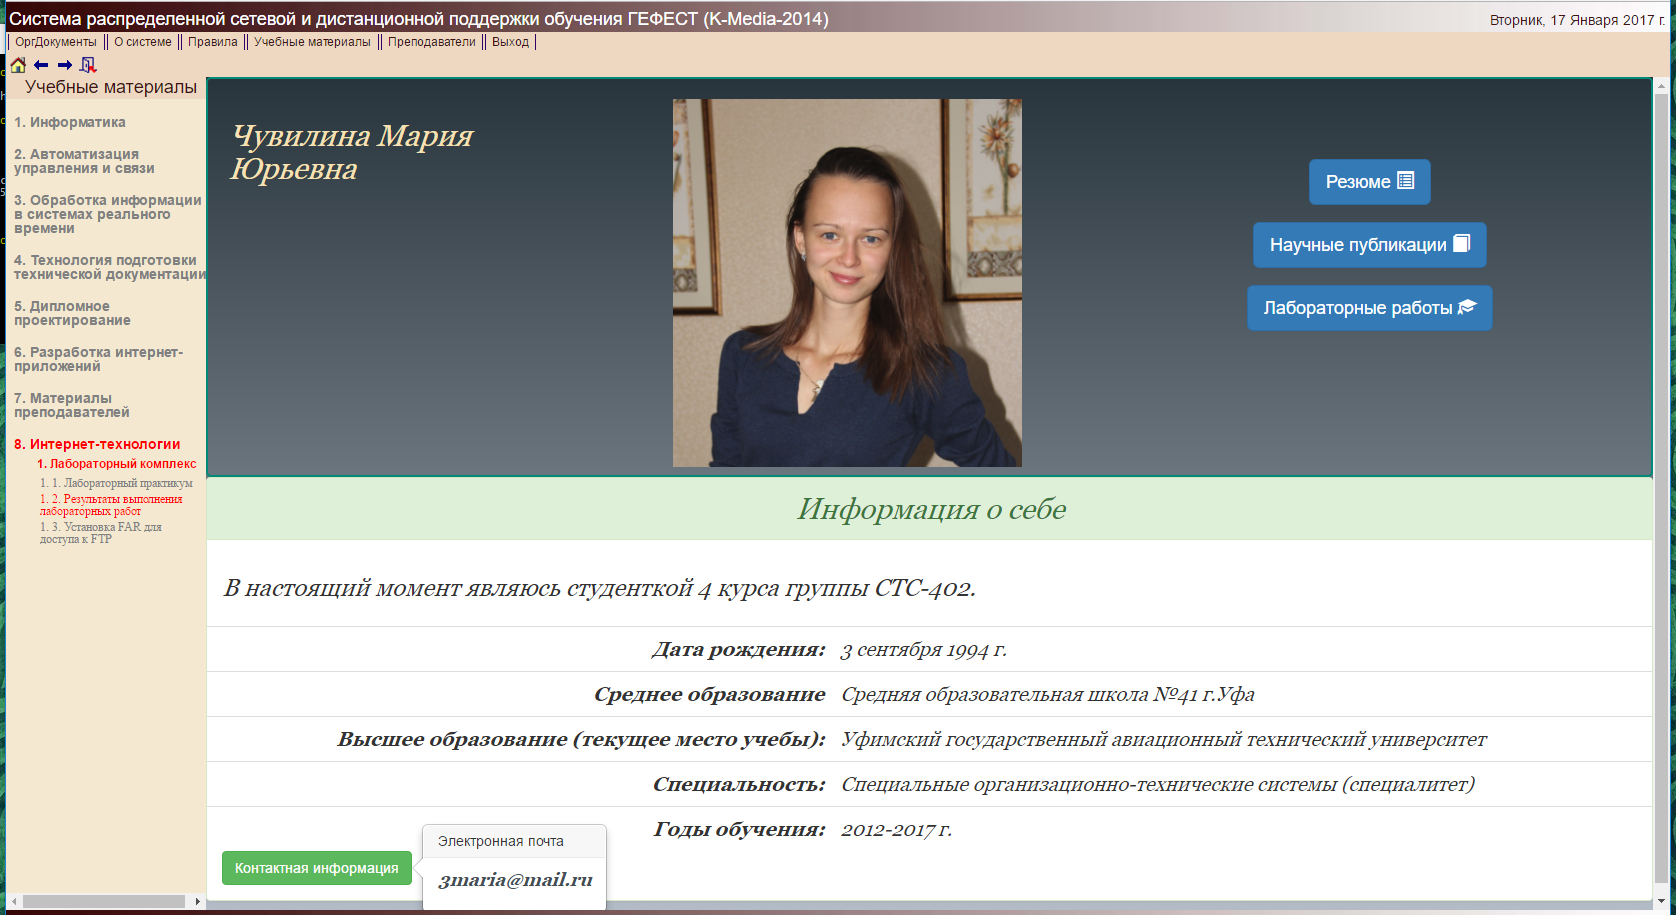 Система распределенной сетевой и дистанционной поддержки обучения ГЕФЕСТ (K-Media-2014)
Вторник, 17 Января 2017 г.
ОргДокументы | О системе | Правила | Учебные материалы | Преподаватели | Выход
Учебные материалы
1. Информатика
2. Автоматизация
управления и связи
3. Обработка информации
в системах реального
времени
4. Технология подготовки
технической документации
5. Дипломное
проектирование
6. Разработка интернет-
приложений
7. Материалы
преподавателей
8. Интернет-технологии
1. Лабораторный комплекс
1. 1. Лабораторный практикум
1. 2. Результаты выполнения
лабораторных работ
1. 3. Установка FAR для
доступа к FTP
Чувилина Мария
Юрьевна
Резюме
Научные публикации
Лабораторные работы
Информация о себе
В настоящий момент являюсь студенткой 4 курса группы СТС-402.
Дата рождения: 3 сентября 1994 г.
Среднее образование Средняя образовательная школа №41 г.Уфа
Высшее образование (текущее место учебы): Уфимский государственный авиационный технический университет
Специальность: Специальные организационно-технические системы (специалитет)
Годы обучения: 2012-2017 г.
Контактная информация
Электронная почта
3maria@mail.ru